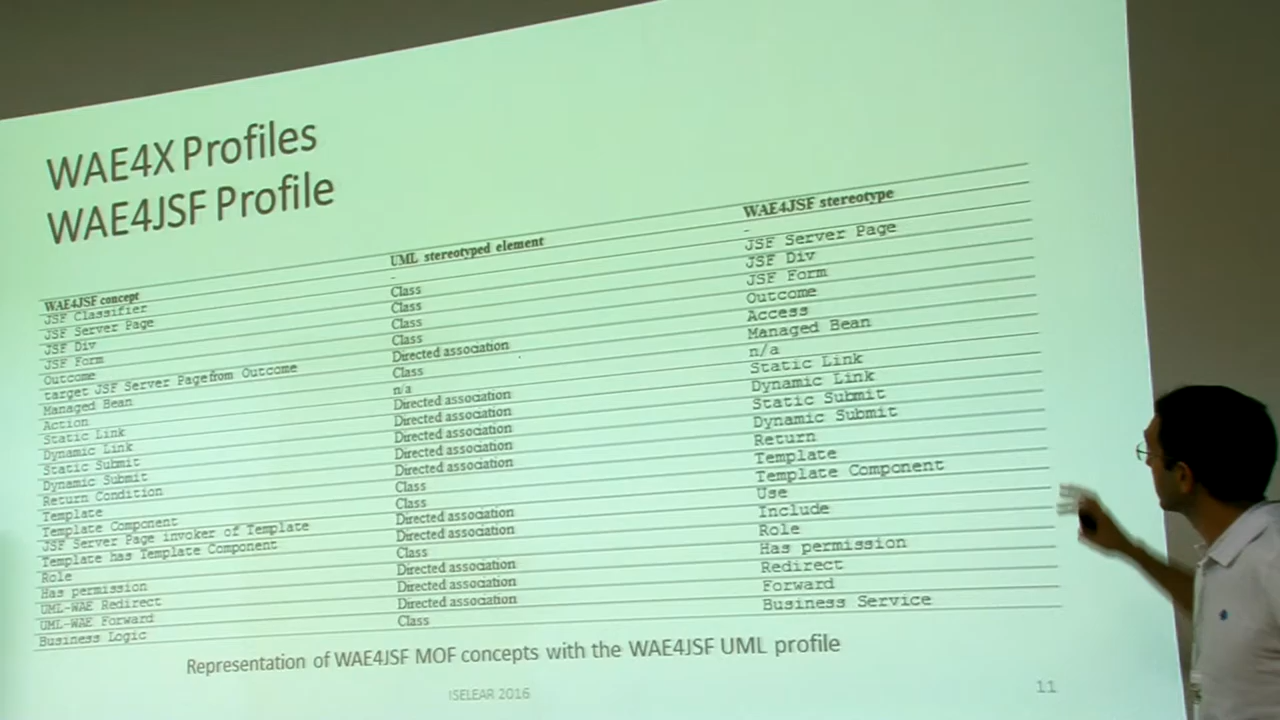 WAE4X Profiles
WAE4JSF Profile
WAE4JSF concept UML stereotyped element WAE4JSF stereotype
JSF Classifier - -
JSF Server Page Class JSF Server Page
JSF Div Class JSF Div
JSF Form Class JSF Form
Outcome Class Outcome
target JSF Server Page from Outcome Directed association Access
Managed Bean Class Managed Bean
Action n/a n/a
Static Link Directed association Static Link
Dynamic Link Directed association Dynamic Link
Static Submit Directed association Static Submit
Dynamic Submit Directed association Dynamic Submit
Return Condition Directed association Return
Template Class Template
Template Component Class Template Component
JSF Server Page invoker of Template Directed association Use
Template has Template Component Directed association Include
Role Class Role
Has permission Directed association Has permission
UML-WAE Redirect Directed association Redirect
UML-WAE Forward Directed association Forward
Business Logic Class Business Service
Representation of WAE4JSF MOF concepts with the WAE4JSF UML profile
ISELEAR 2016
11